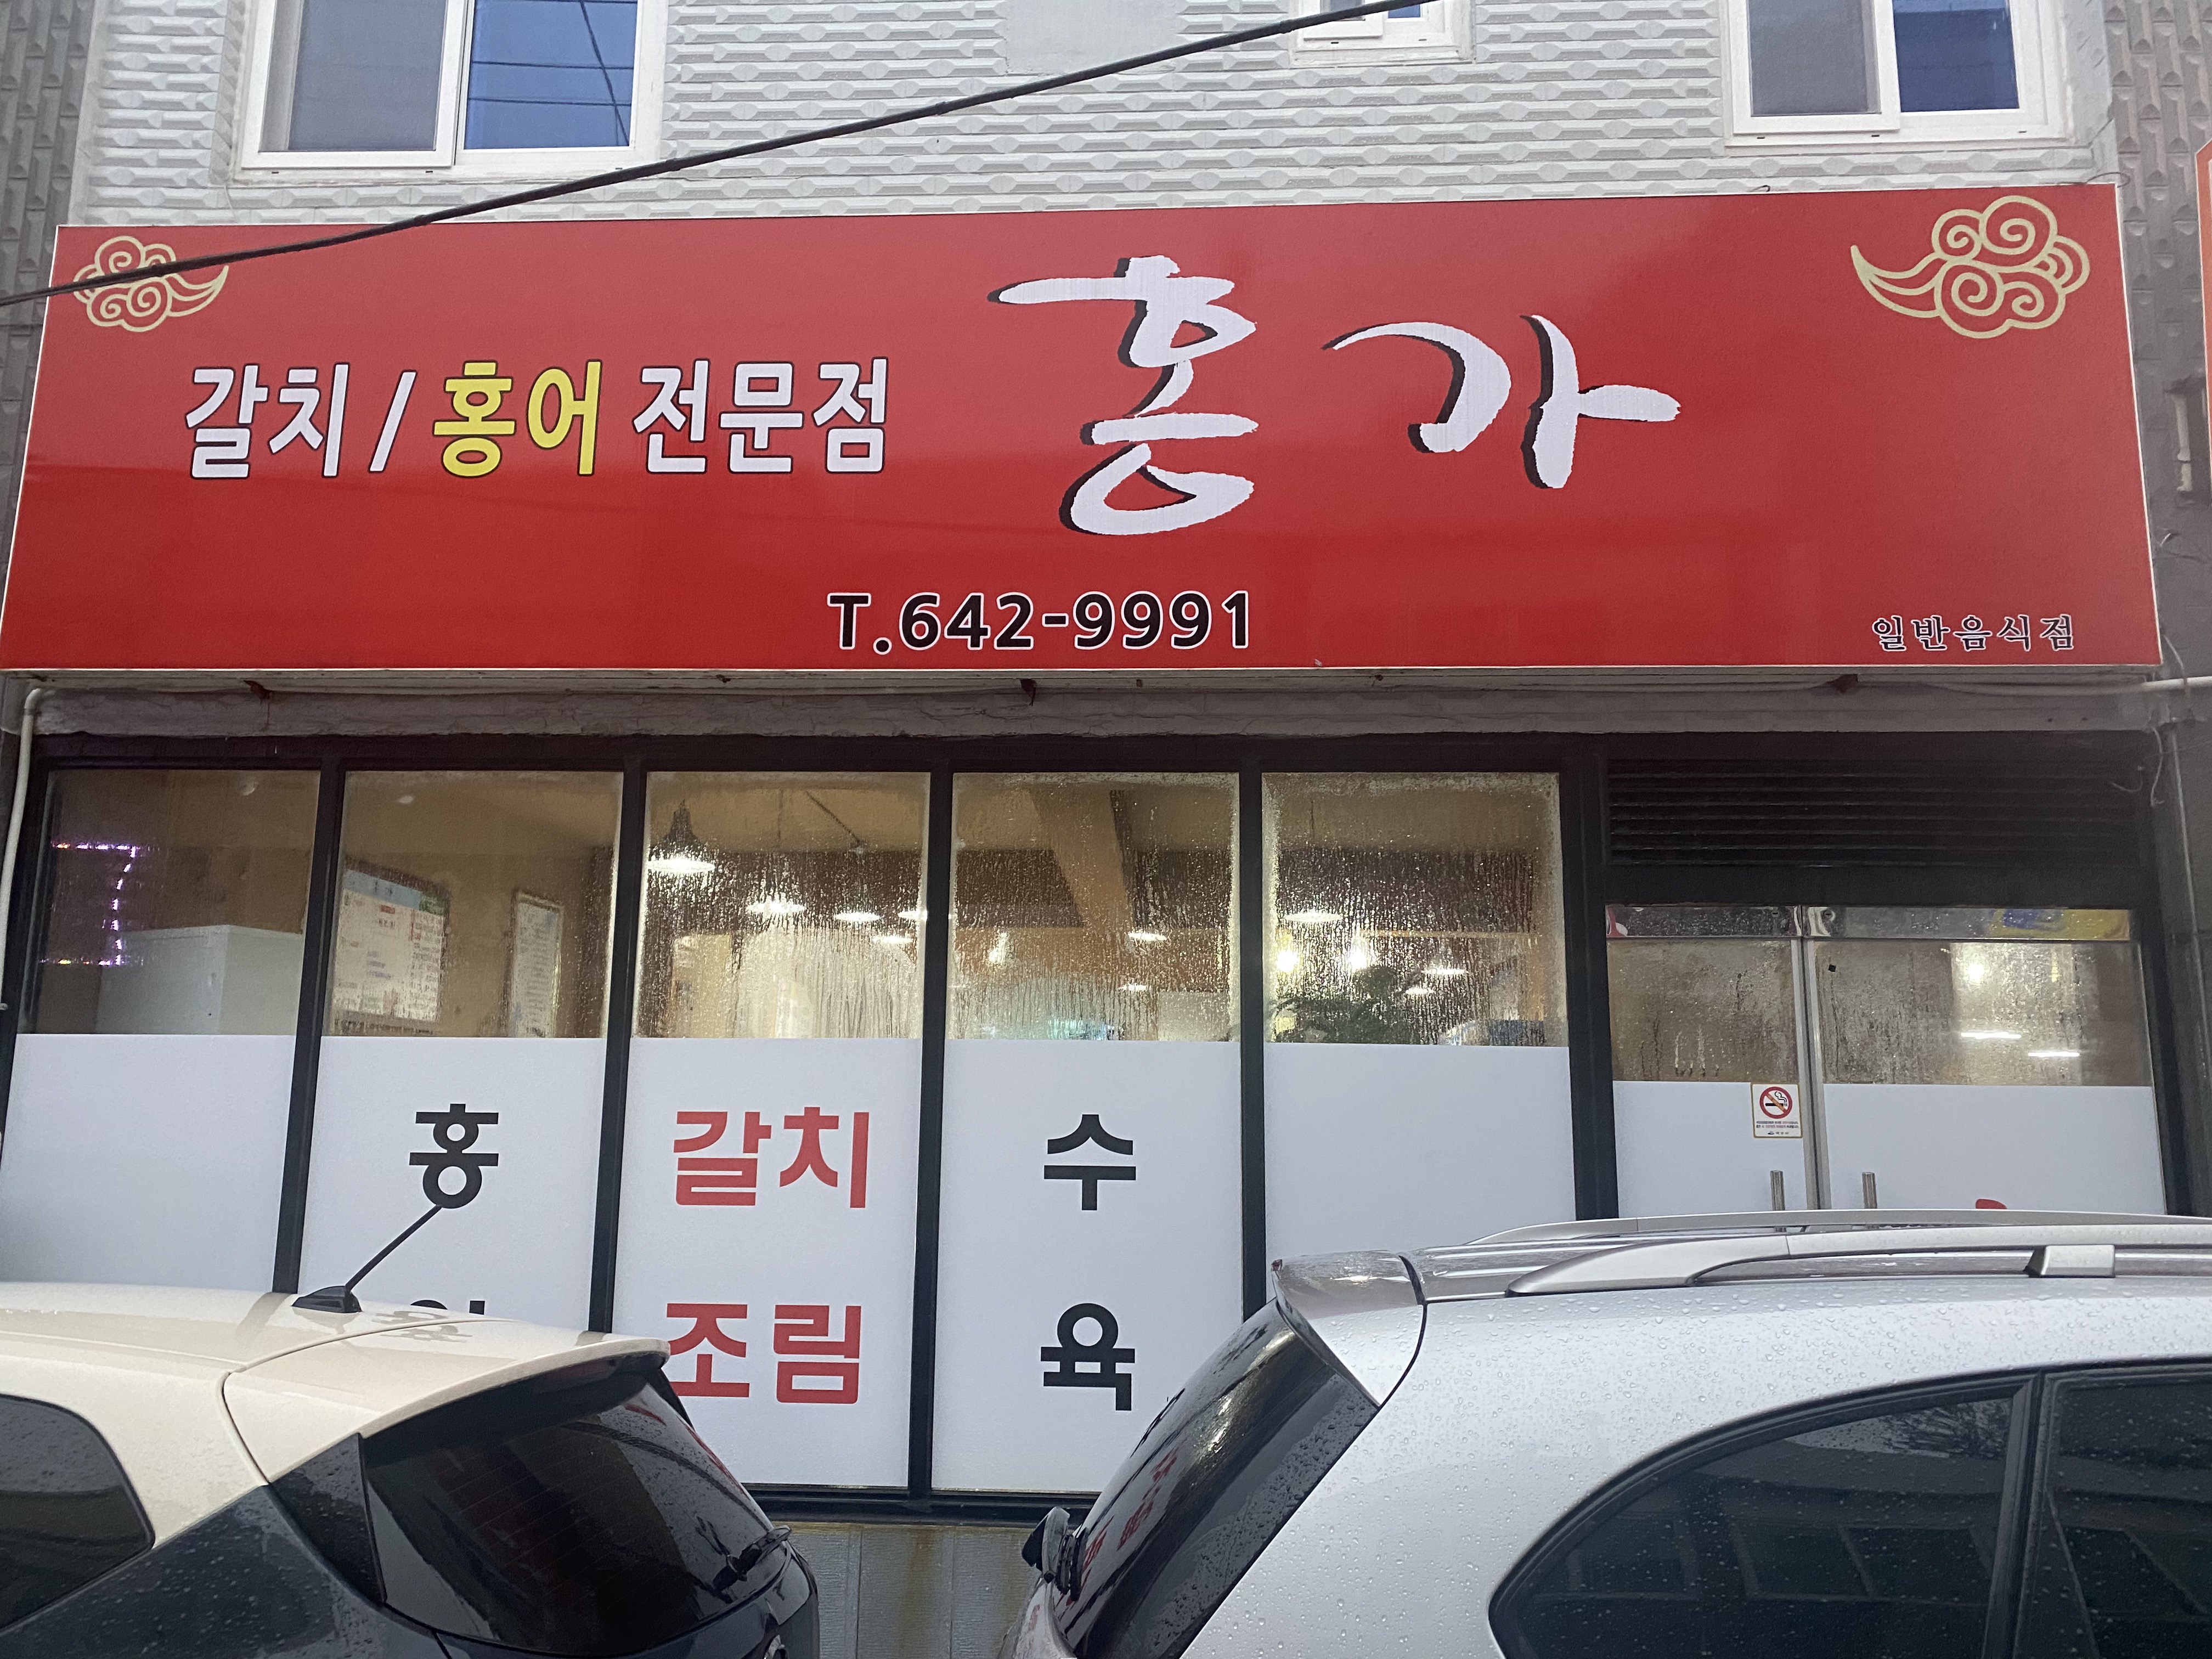 갈치 / 홍어 전문점
홍가
T.642-9991
일반음식점
홍
갈치
조림
수
육